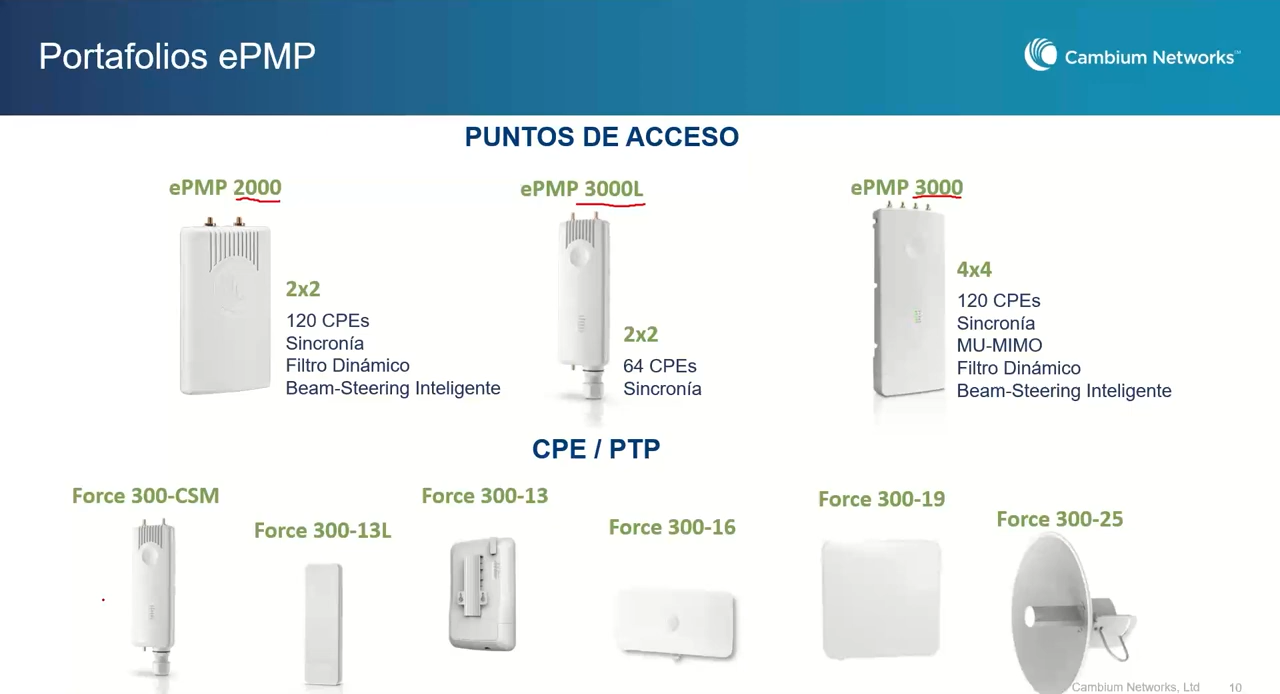 Portafolios ePMP
Cambium Networks™
PUNTOS DE ACCESO
ePMP 2000
2x2
120 CPEs
Sincronía
Filtro Dinámico
Beam-Steering Inteligente
ePMP 3000L
2x2
64 CPEs
Sincronía
ePMP 3000
4x4
120 CPEs
Sincronía
MU-MIMO
Filtro Dinámico
Beam-Steering Inteligente
CPE / PTP
Force 300-CSM
Force 300-13L
Force 300-13
Force 300-16
Force 300-19
Force 300-25
Cambium Networks, Ltd
10